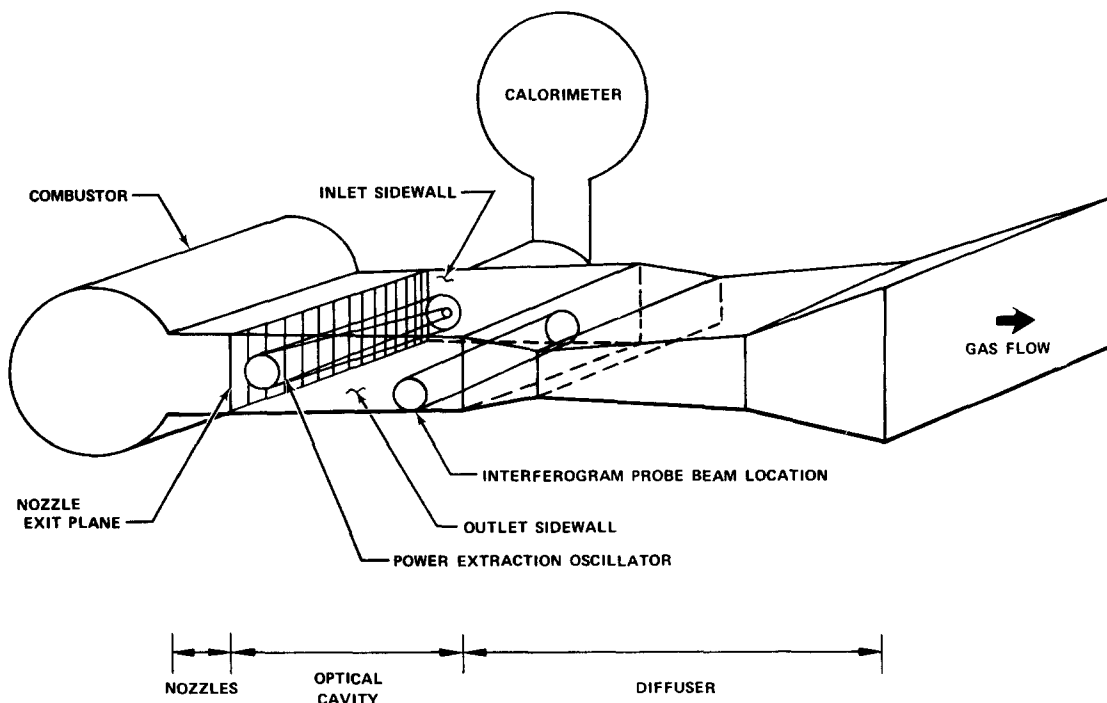 CALORIMETER
COMBUSTOR
INLET SIDEWALL
GAS FLOW
INTERFEROGRAM PROBE BEAM LOCATION
NOZZLE
EXIT PLANE
OUTLET SIDEWALL
POWER EXTRACTION OSCILLATOR
NOZZLES
OPTICAL
CAVITY
DIFFUSER